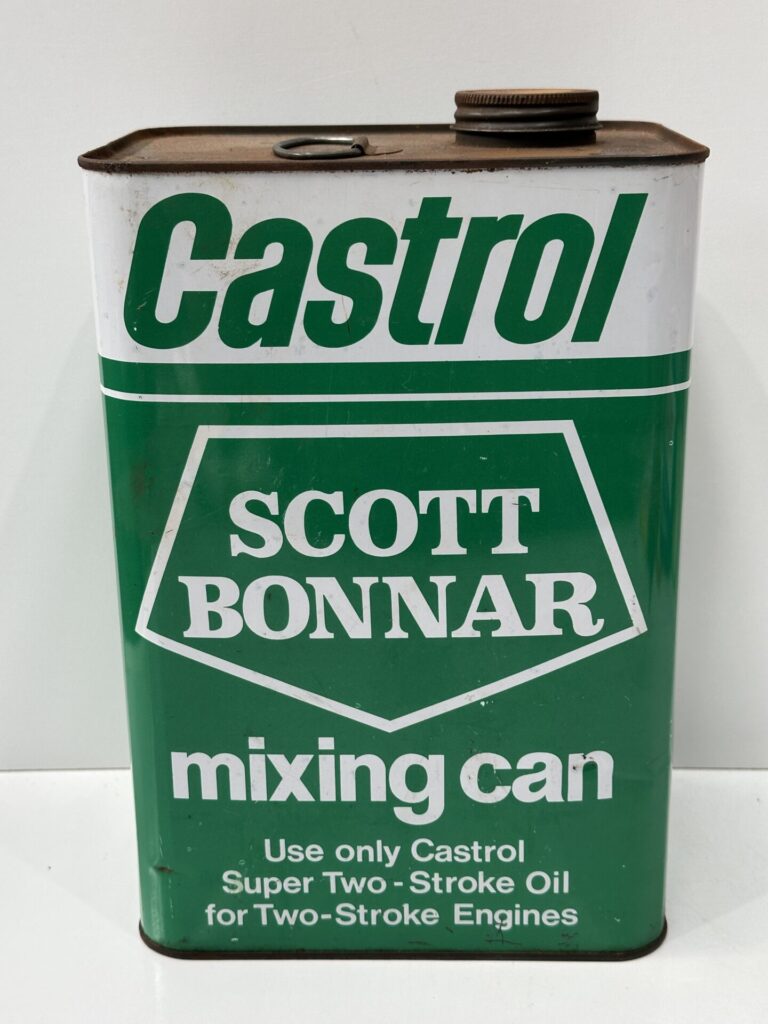 Castrol
SCOTT
BONNAR
mixing can
Use only Castrol
Super Two-Stroke Oil
for Two-Stroke Engines